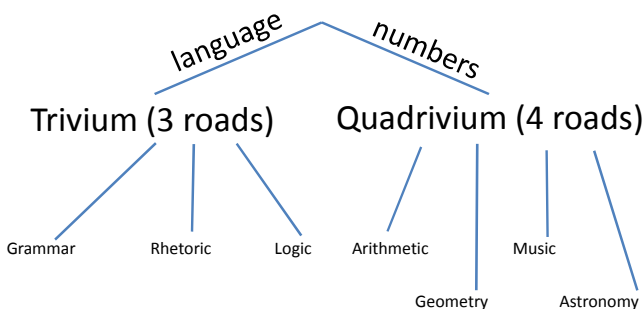 language
numbers
Trivium (3 roads)
Quadrivium (4 roads)
Grammar
Rhetoric
Logic
Arithmetic
Music
Geometry
Astronomy